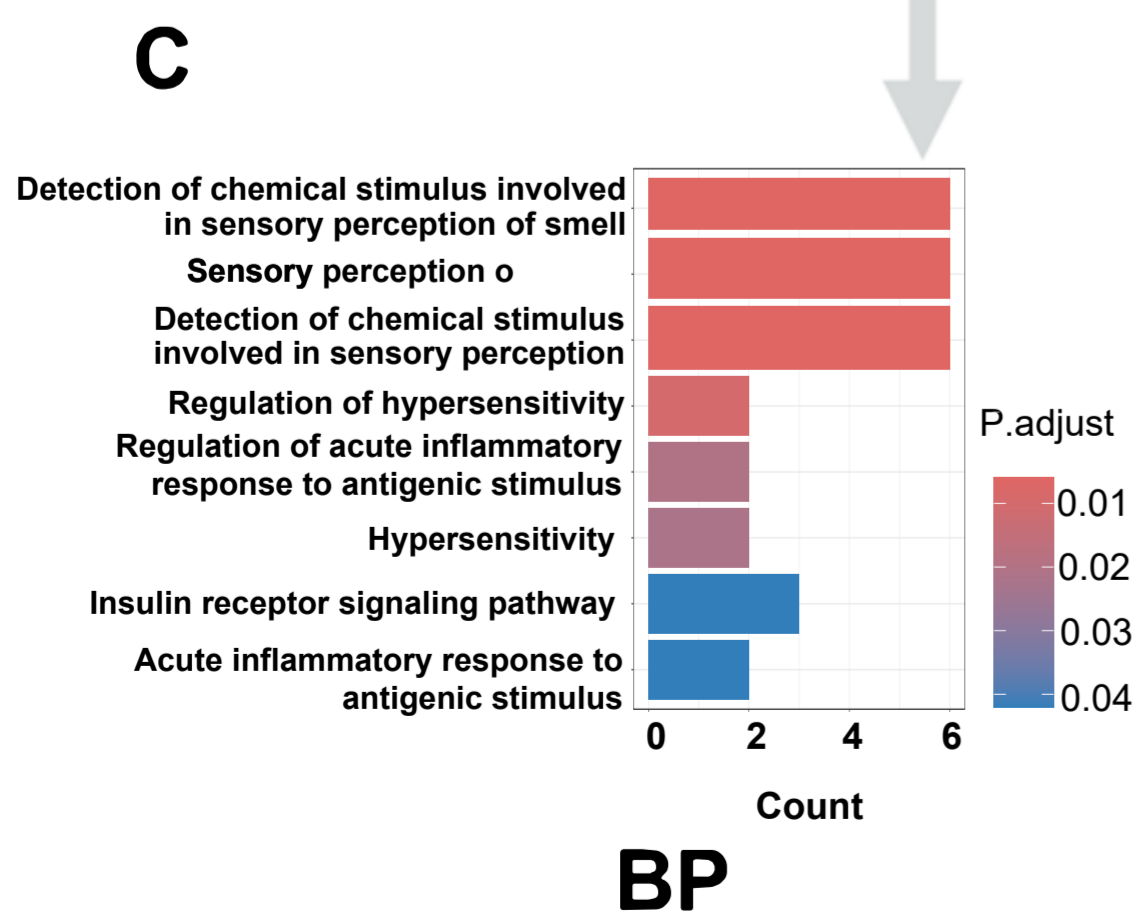 C
Detection of chemical stimulus involved
in sensory perception of smell
Sensory perception o
Detection of chemical stimulus
involved in sensory perception
Regulation of hypersensitivity
Regulation of acute inflammatory
response to antigenic stimulus
Hypersensitivity
Insulin receptor signaling pathway
Acute inflammatory response to
antigenic stimulus
0 2 4 6
Count
BP
P.adjust
0.01
0.02
0.03
0.04